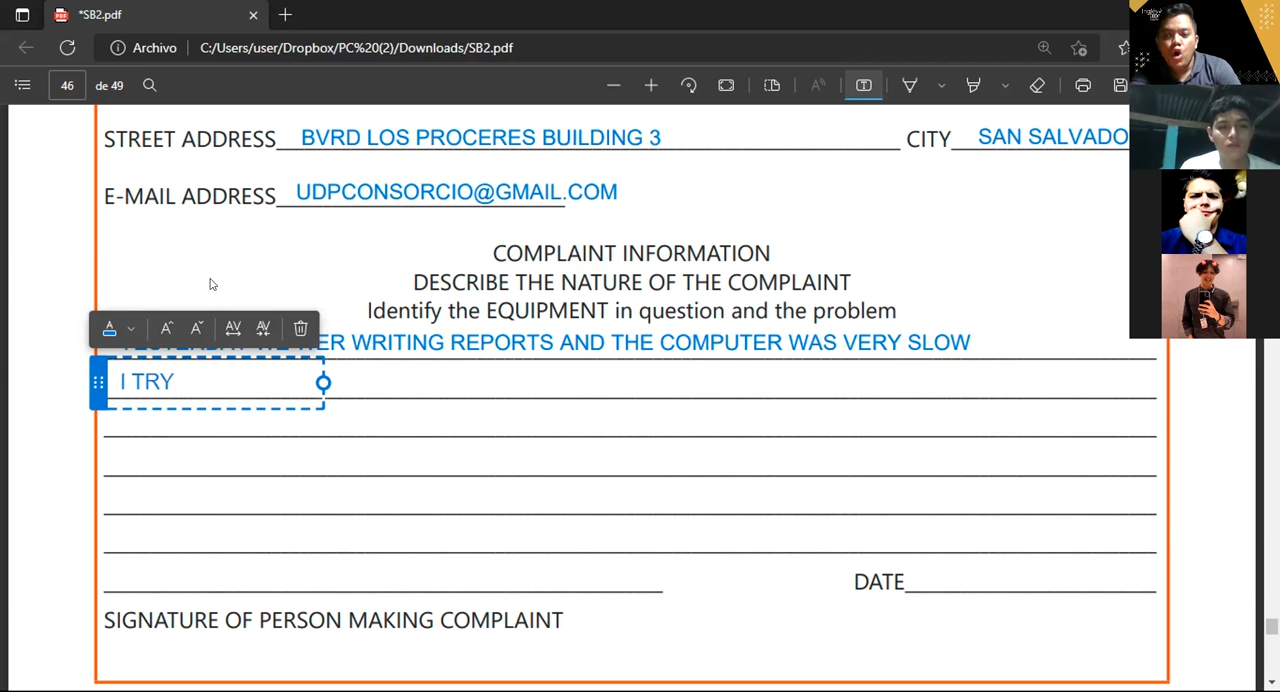 *SB2.pdf
Archivo C:/Users/user/Dropbox/PC%20(2)/Downloads/SB2.pdf
46 de 49
STREET ADDRESS BVRD LOS PROCERES BUILDING 3 CITY SAN SALVADO
E-MAIL ADDRESS UDPCONSORCIO@GMAIL.COM
COMPLAINT INFORMATION
DESCRIBE THE NATURE OF THE COMPLAINT
Identify the EQUIPMENT in question and the problem
WRITING REPORTS AND THE COMPUTER WAS VERY SLOW
I TRY
DATE
SIGNATURE OF PERSON MAKING COMPLAINT